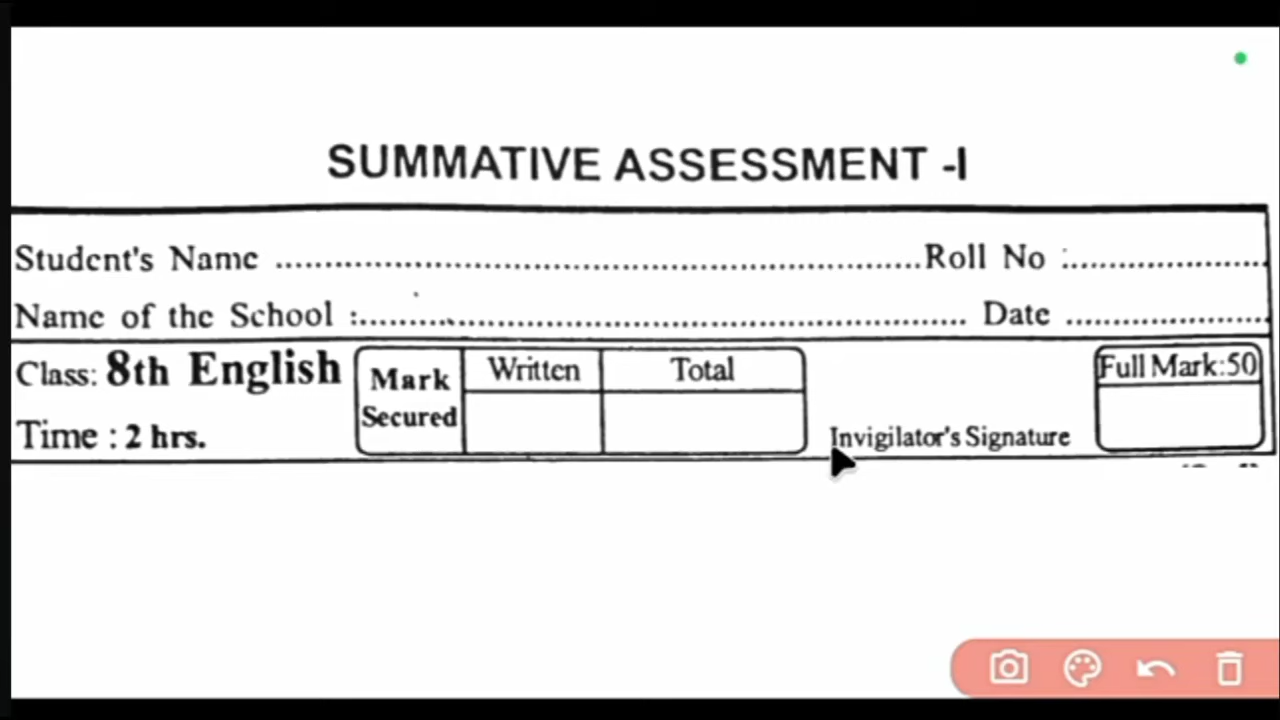 SUMMATIVE ASSESSMENT -I
Student's Name ........................................................................... Roll No :........................
Name of the School :........................................................................ Date ........................
Class: 8th English
Time : 2 hrs.
Mark Secured
Written
Total
Invigilator's Signature
Full Mark:50